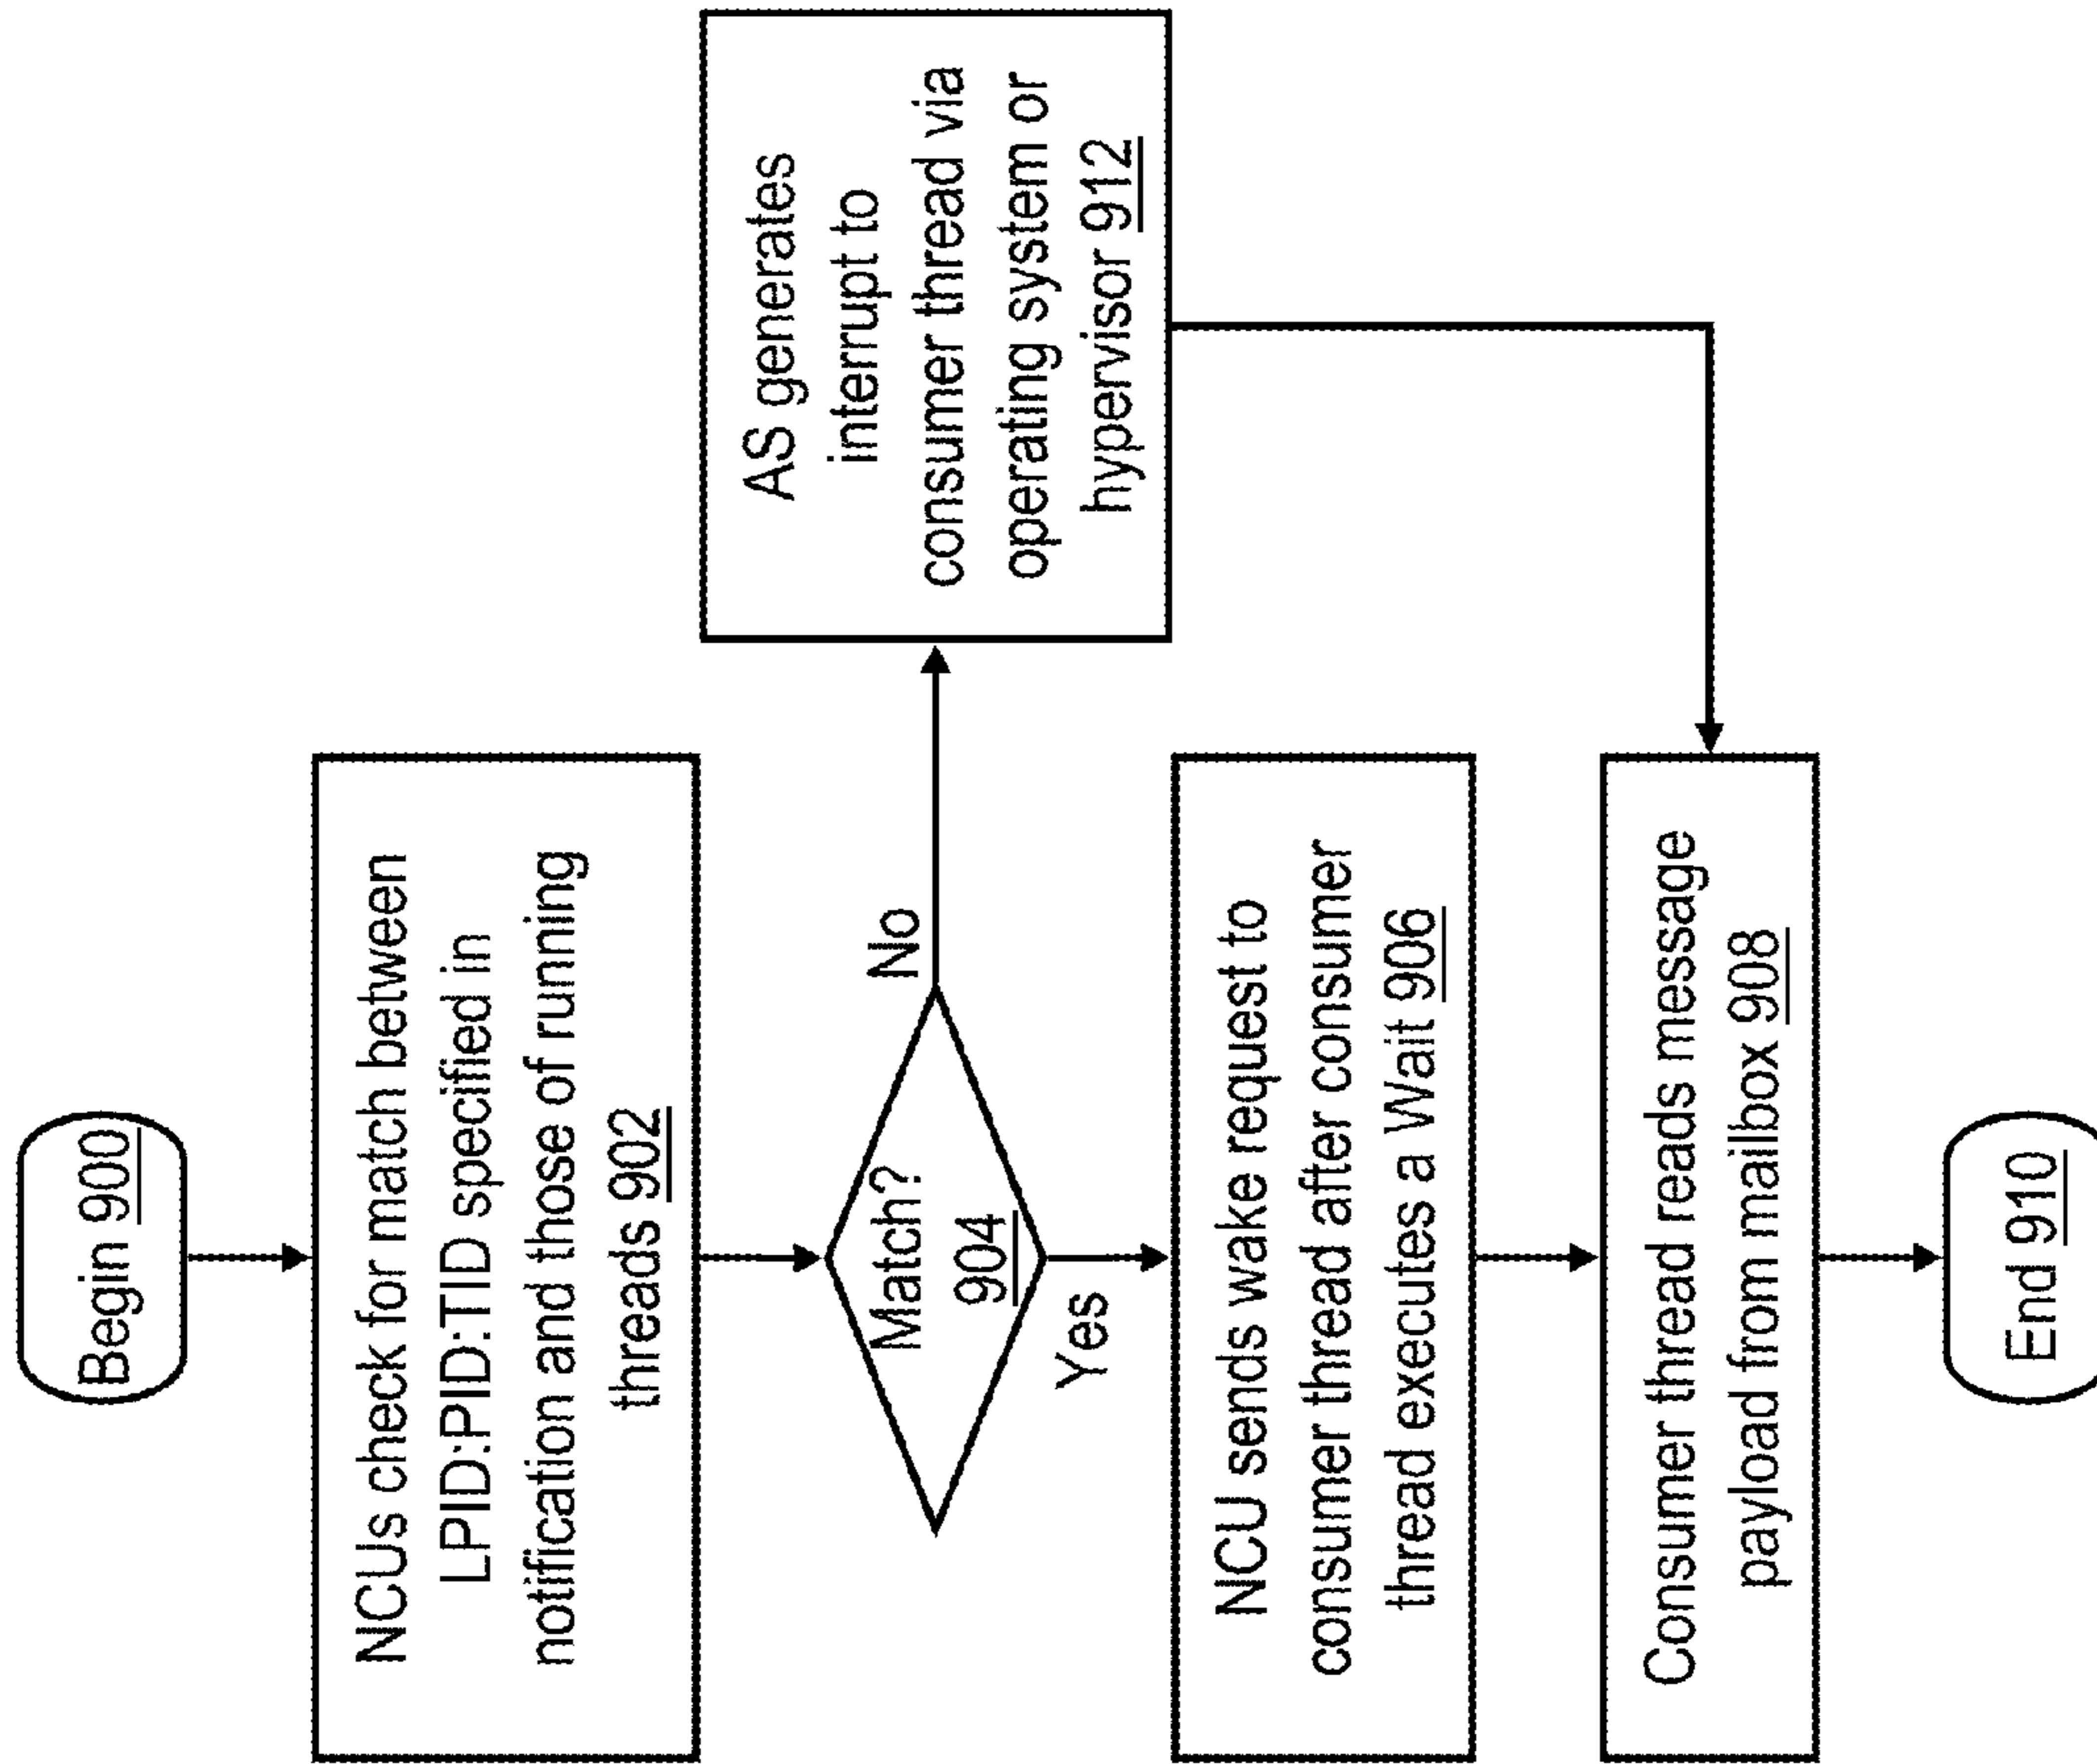 Begin 900
NCUs check for match between
LPID:PID:TID specified in
notification and those of running
threads 902
Match?
904
No
Yes
AS generates
interrupt to
consumer thread via
operating system or
hypervisor 912
NCU sends wake request to
consumer thread after consumer
thread executes a Wait 906
Consumer thread reads message
payload from mailbox 908
End 910